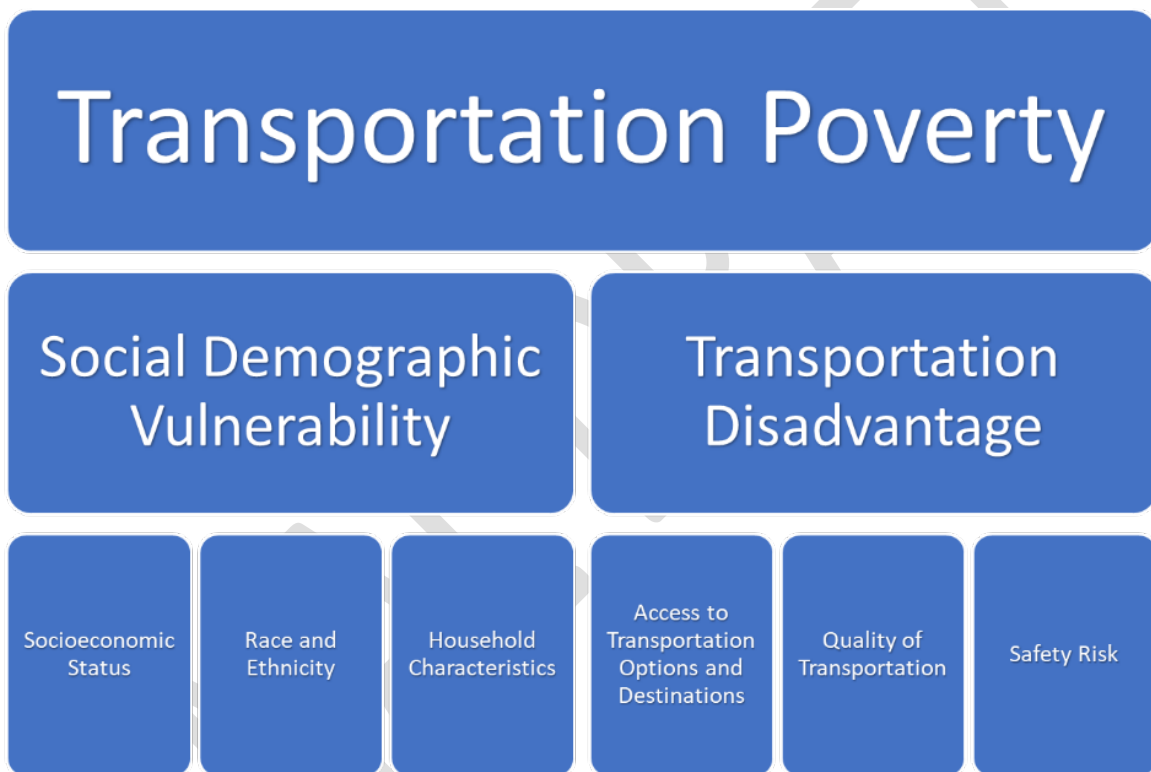 Transportation Poverty
Social Demographic
Vulnerability
Transportation
Disadvantage
Socioeconomic
Status
Race and
Ethnicity
Household
Characteristics
Access to
Transportation
Options and
Destinations
Quality of
Transportation
Safety Risk